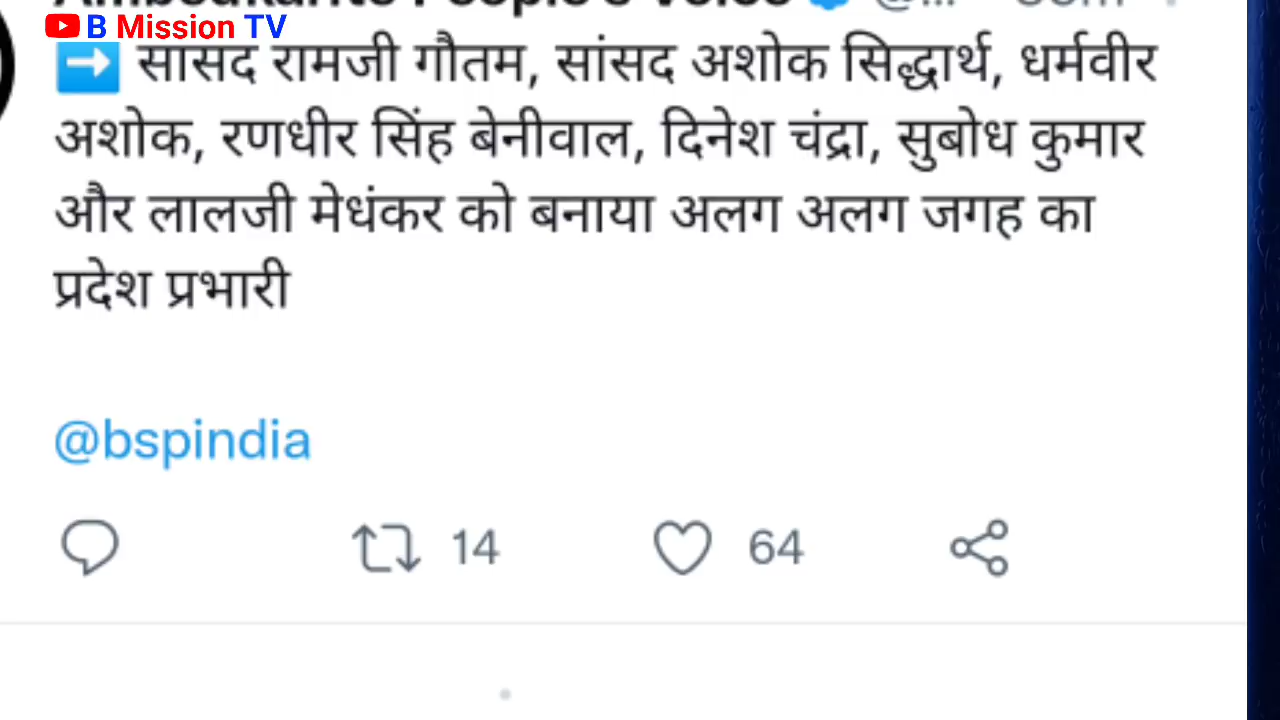 B Mission TV
सांसद रामजी गौतम, सांसद अशोक सिद्धार्थ, धर्मवीर
अशोक, रणधीर सिंह बेनीवाल, दिनेश चंद्रा, सुबोध कुमार
और लालजी मेधंकर को बनाया अलग अलग जगह का
प्रदेश प्रभारी
@bspindia
14 64